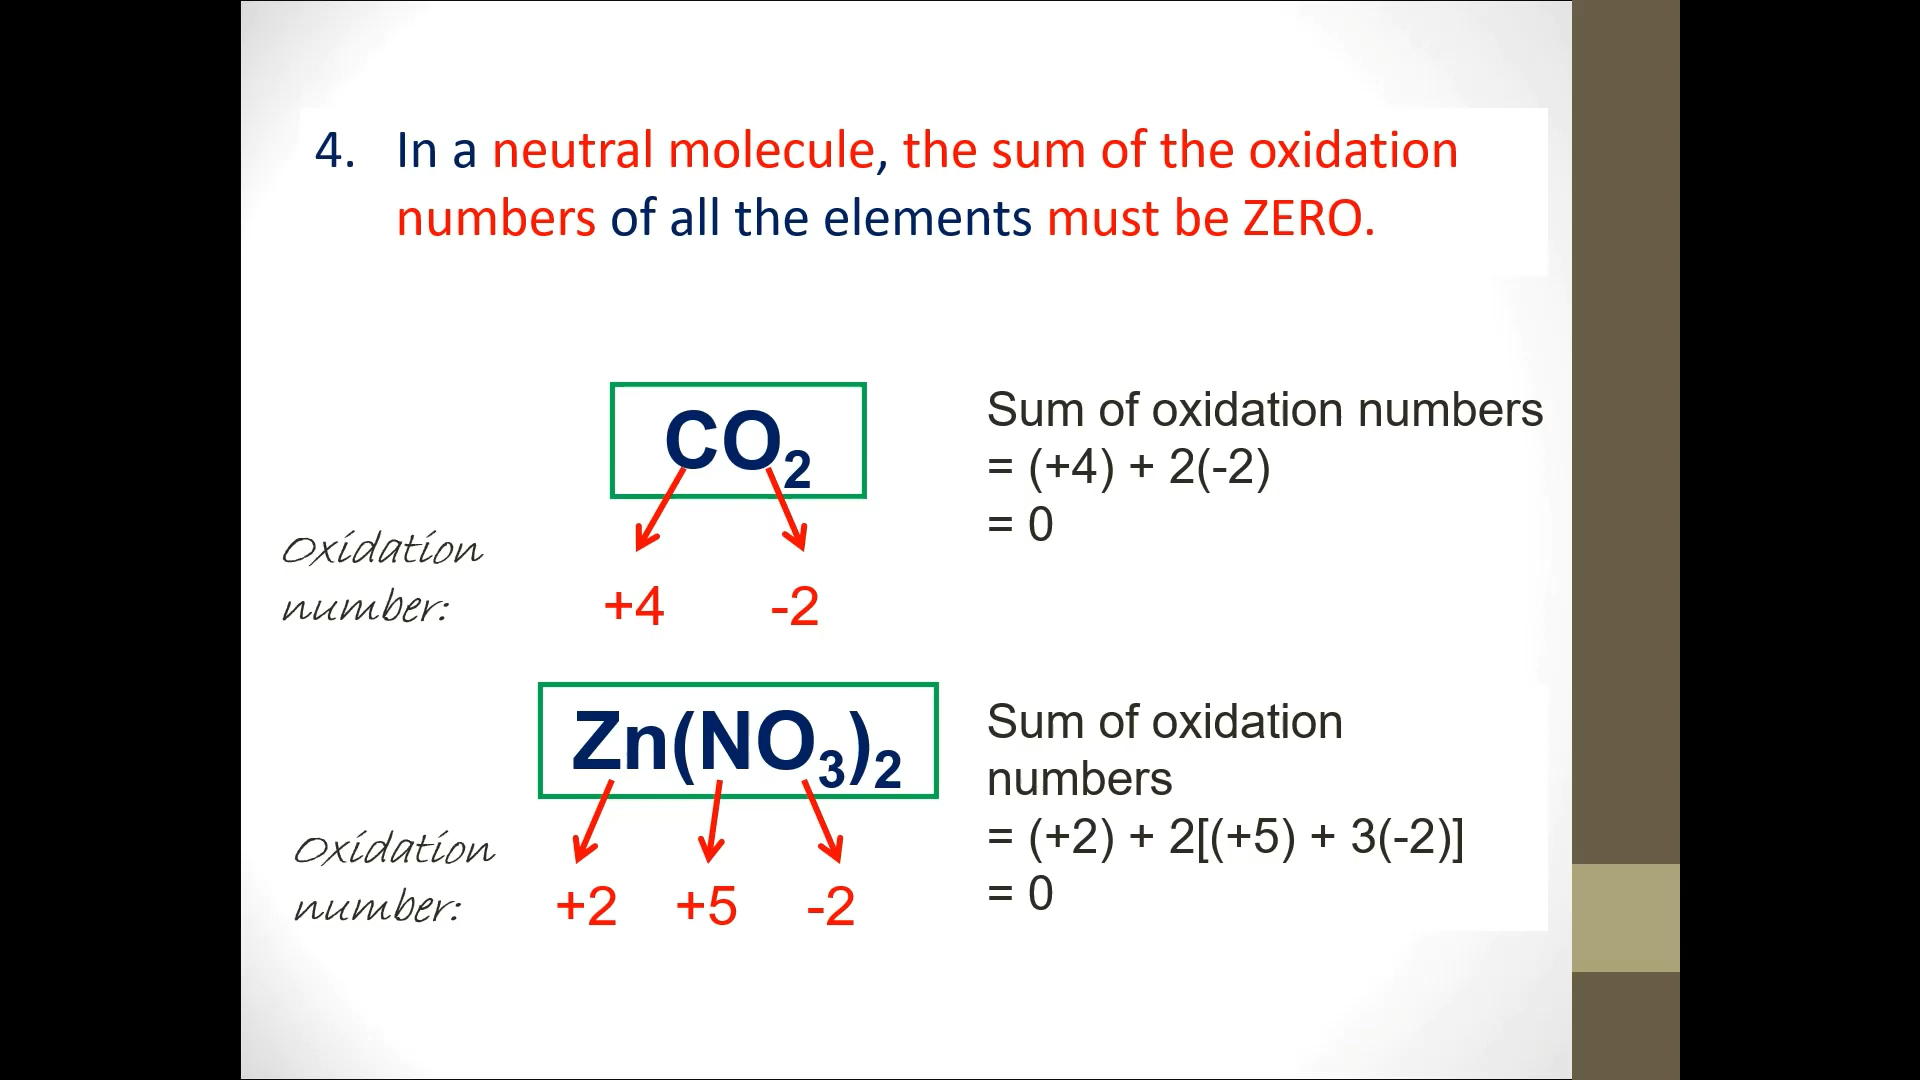 4. In a neutral molecule, the sum of the oxidation
numbers of all the elements must be ZERO.
CO₂
Sum of oxidation numbers
= (+4) + 2(-2)
= 0
Oxidation
number:
+4 -2
Zn(NO₃)₂
Sum of oxidation
numbers
= (+2) + 2[(+5) + 3(-2)]
= 0
Oxidation
number:
+2 +5 -2